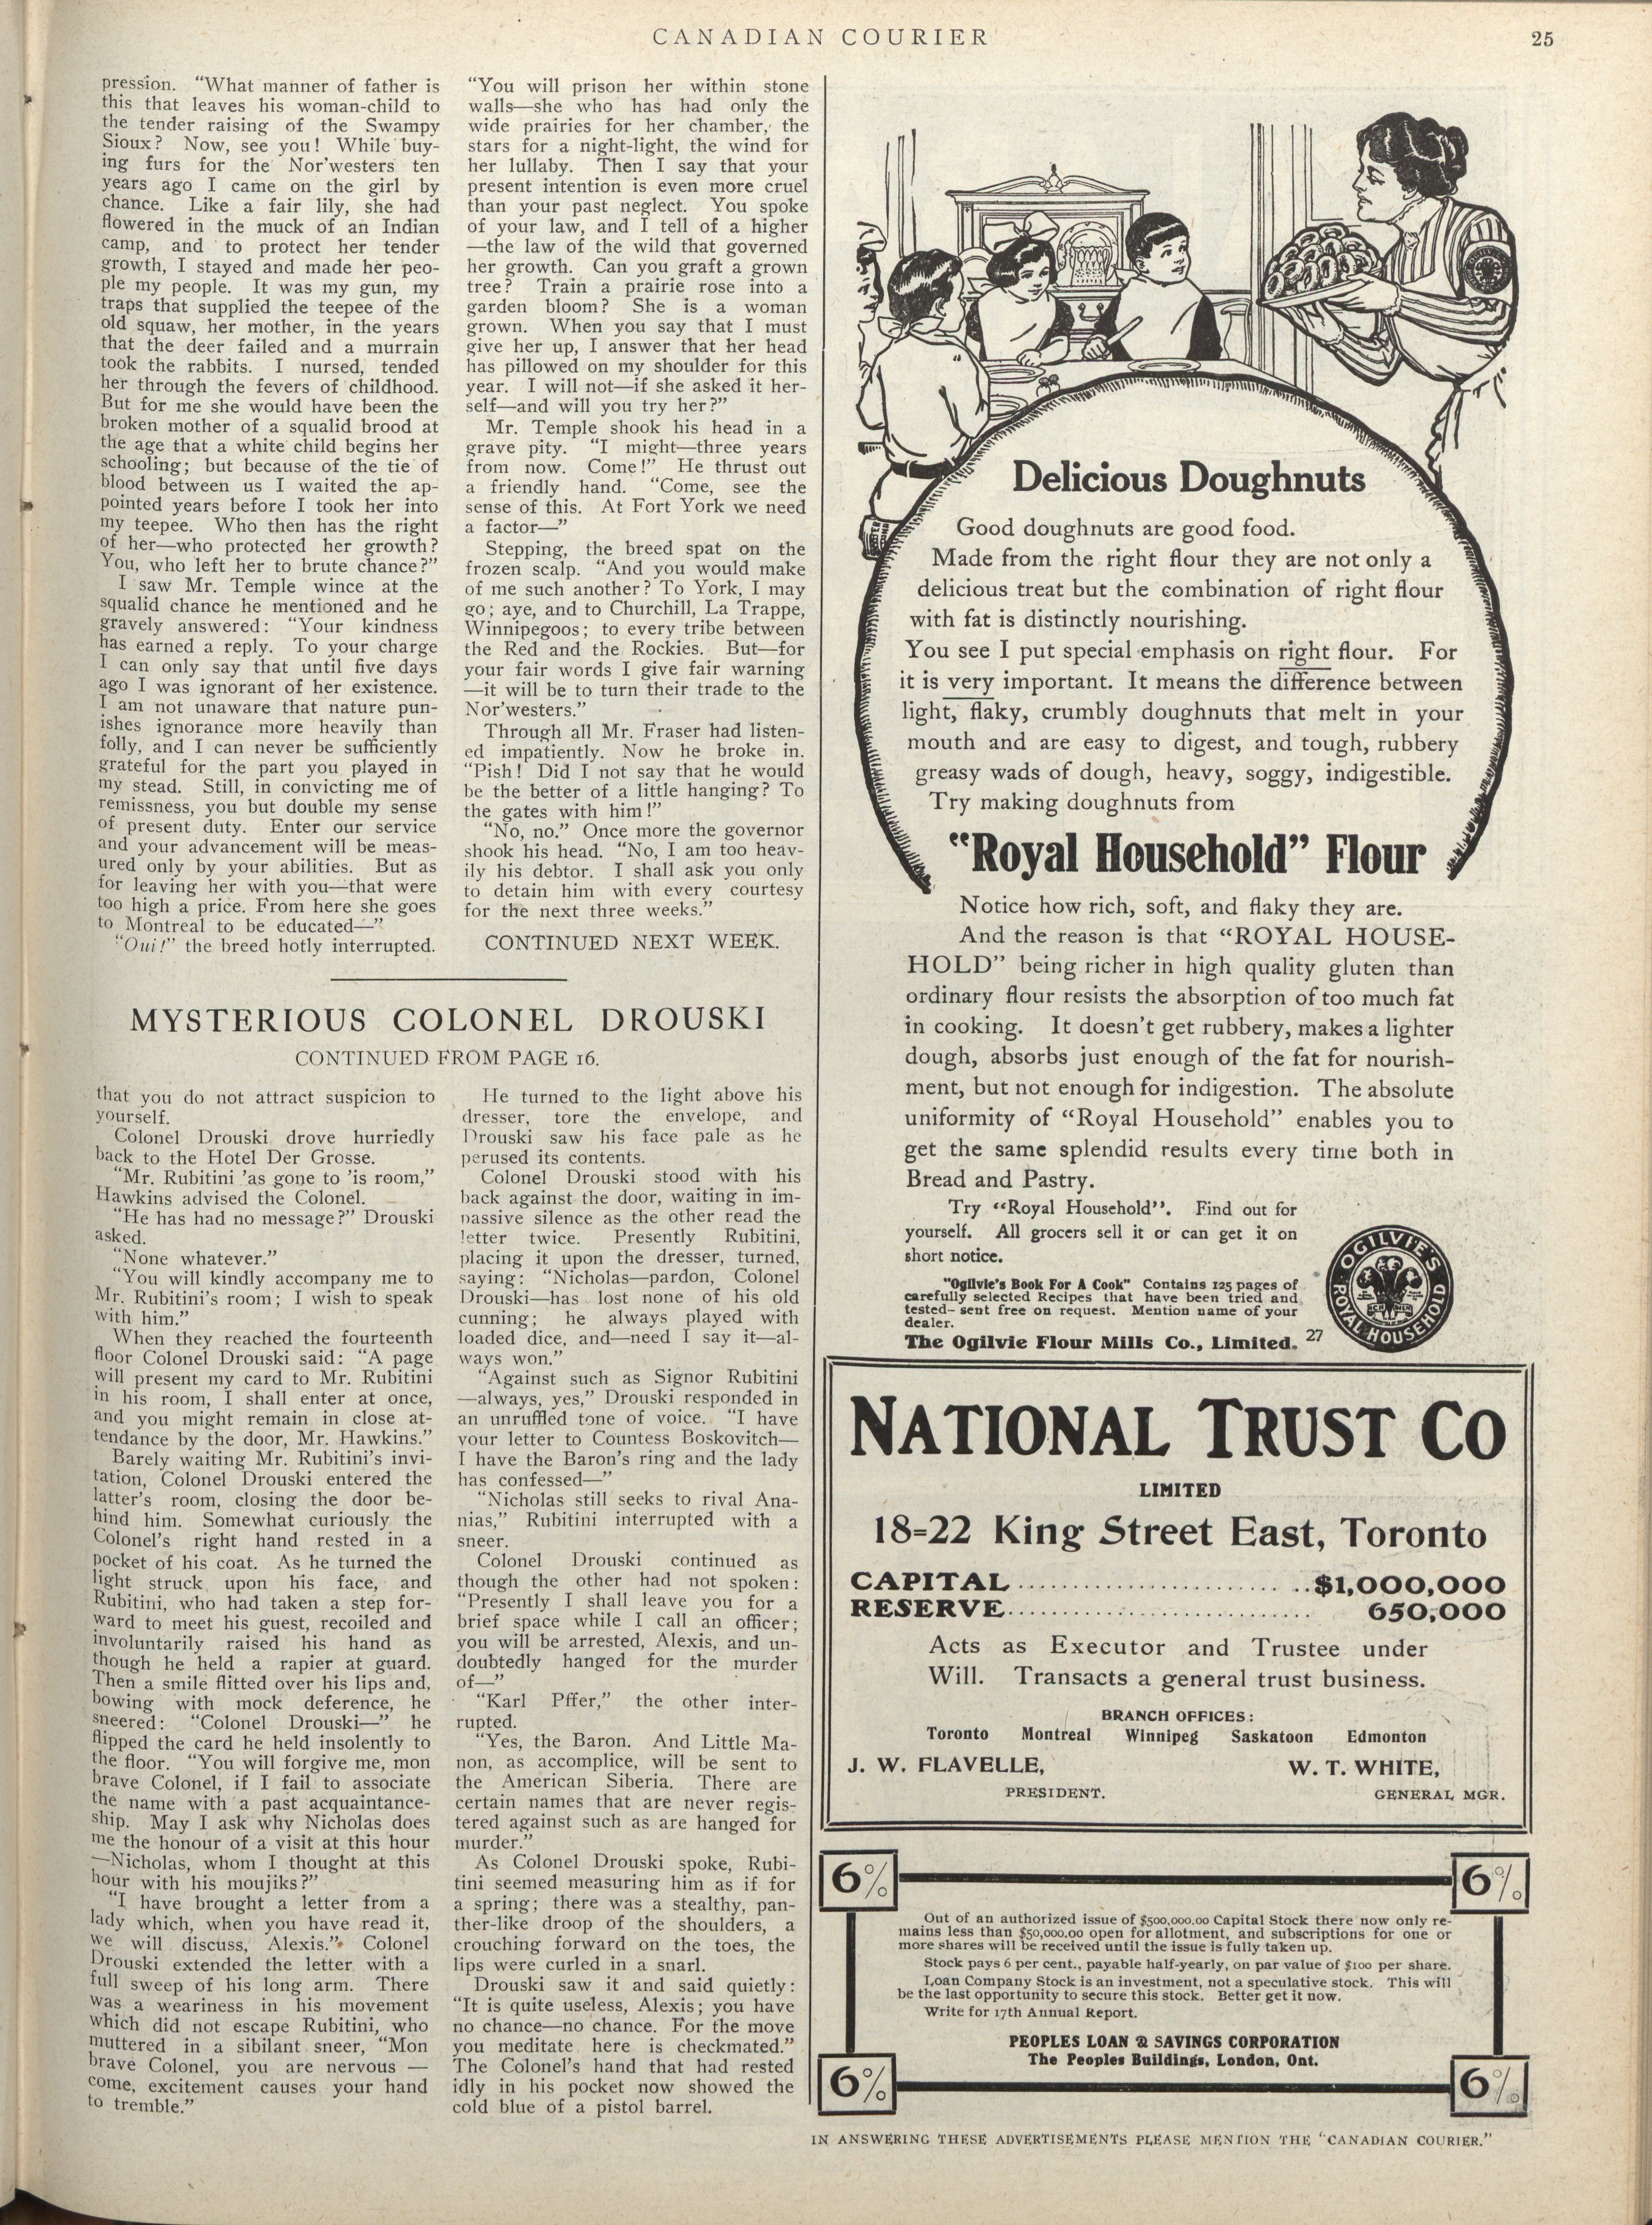 CANADIAN COURIER
25
pression. “What manner of father is
this that leaves his woman-child to
the tender raising of the Swampy
Sioux? Now, see you! While buy-
ing furs for the Nor’westers ten
years ago I came on the girl by
chance. Like a fair lily, she had
flowered in the muck of an Indian
camp, and to protect her tender
growth, I stayed and made her peo-
ple my people. It was my gun, my
traps that supplied the teepee of the
old squaw, her mother, in the years
that the deer failed and a murrain
took the rabbits. I nursed, tended
her through the fevers of childhood.
But for me she would have been the
broken mother of a squalid brood at
the age that a white child begins her
schooling; but because of the tie of
blood between us I waited the ap-
pointed years before I took her into
my teepee. Who then has the right
of her—who protected her growth?
You, who left her to brute chance?”
I saw Mr. Temple wince at the
squalid chance he mentioned and he
gravely answered: “Your kindness
has earned a reply. To your charge
I can only say that until five days
ago I was ignorant of her existence.
I am not unaware that nature pun-
ishes ignorance more heavily than
folly, and I can never be sufficiently
grateful for the part you played in
my stead. Still, in convicting me of
remissness, you but double my sense
of present duty. Enter our service
and your advancement will be meas-
ured only by your abilities. But as
for leaving her with you—that were
too high a price. From here she goes
to Montreal to be educated—”
“Oui!” the breed hotly interrupted.
“You will prison her within stone
walls—she who has had only the
wide prairies for her chamber, the
stars for a night-light, the wind for
her lullaby. Then I say that your
present intention is even more cruel
than your past neglect. You spoke
of your law, and I tell of a higher
—the law of the wild that governed
her growth. Can you graft a grown
tree? Train a prairie rose into a
garden bloom? She is a woman
grown. When you say that I must
give her up, I answer that her head
has pillowed on my shoulder for this
year. I will not—if she asked it her-
self—and will you try her?”
Mr. Temple shook his head in a
grave pity. “I might—three years
from now. Come!” He thrust out
a friendly hand. “Come, see the
sense of this. At Fort York we need
a factor—”
Stepping, the breed spat on the
frozen scalp. “And you would make
of me such another? To York, I may
go; aye, and to Churchill, La Trappe,
Winnipegoos; to every tribe between
the Red and the Rockies. But—for
your fair words I give fair warning
—it will be to turn their trade to the
Nor’westers.”
Through all Mr. Fraser had listen-
ed impatiently. Now he broke in.
“Pish! Did I not say that he would
be the better of a little hanging? To
the gates with him!”
“No, no.” Once more the governor
shook his head. “No, I am too heav-
ily his debtor. I shall ask you only
to detain him with every courtesy
for the next three weeks.”
CONTINUED NEXT WEEK.
MYSTERIOUS COLONEL DROUSKI
CONTINUED FROM PAGE 16.
that you do not attract suspicion to
yourself.
Colonel Drouski drove hurriedly
back to the Hotel Der Grosse.
“Mr. Rubitini ’as gone to ’is room,”
Hawkins advised the Colonel.
“He has had no message?” Drouski
asked.
“None whatever.”
“You will kindly accompany me to
Mr. Rubitini’s room; I wish to speak
with him.”
When they reached the fourteenth
floor Colonel Drouski said: “A page
will present my card to Mr. Rubitini
in his room, I shall enter at once,
and you might remain in close at-
tendance by the door, Mr. Hawkins.”
Barely waiting Mr. Rubitini’s invi-
tation, Colonel Drouski entered the
latter’s room, closing the door be-
hind him. Somewhat curiously the
Colonel’s right hand rested in a
pocket of his coat. As he turned the
light struck upon his face, and
Rubitini, who had taken a step for-
ward to meet his guest, recoiled and
involuntarily raised his hand as
though he held a rapier at guard.
Then a smile flitted over his lips and,
bowing with mock deference, he
sneered: “Colonel Drouski—” he
flipped the card he held insolently to
the floor. “You will forgive me, mon
brave Colonel, if I fail to associate
the name with a past acquaintance-
ship. May I ask why Nicholas does
me the honour of a visit at this hour
—Nicholas, whom I thought at this
hour with his moujiks?”
“I have brought a letter from a
lady which, when you have read it,
we will discuss, Alexis.” Colonel
Drouski extended the letter with a
full sweep of his long arm. There
was a weariness in his movement
which did not escape Rubitini, who
muttered in a sibilant sneer, “Mon
brave Colonel, you are nervous —
come, excitement causes your hand
to tremble.”
He turned to the light above his
dresser, tore the envelope, and
Drouski saw his face pale as he
perused its contents.
Colonel Drouski stood with his
back against the door, waiting in im-
passive silence as the other read the
letter twice. Presently Rubitini,
placing it upon the dresser, turned,
saying: “Nicholas—pardon, Colonel
Drouski—has lost none of his old
cunning; he always played with
loaded dice, and—need I say it—al-
ways won.”
“Against such as Signor Rubitini
—always, yes,” Drouski responded in
an unruffled tone of voice. “I have
your letter to Countess Boskovitch—
I have the Baron’s ring and the lady
has confessed—”
“Nicholas still seeks to rival Ana-
nias,” Rubitini interrupted with a
sneer.
Colonel Drouski continued as
though the other had not spoken:
“Presently I shall leave you for a
brief space while I call an officer;
you will be arrested, Alexis, and un-
doubtedly hanged for the murder
of—”
“Karl Pffer,” the other inter-
rupted.
“Yes, the Baron. And Little Ma-
non, as accomplice, will be sent to
the American Siberia. There are
certain names that are never regis-
tered against such as are hanged for
murder.”
As Colonel Drouski spoke, Rubi-
tini seemed measuring him as if for
a spring; there was a stealthy, pan-
ther-like droop of the shoulders, a
crouching forward on the toes, the
lips were curled in a snarl.
Drouski saw it and said quietly:
“It is quite useless, Alexis; you have
no chance—no chance. For the move
you meditate here is checkmated.”
The Colonel’s hand that had rested
idly in his pocket now showed the
cold blue of a pistol barrel.
Delicious Doughnuts
Good doughnuts are good food.
Made from the right flour they are not only a
delicious treat but the combination of right flour
with fat is distinctly nourishing.
You see I put special emphasis on right flour. For
it is very important. It means the difference between
light, flaky, crumbly doughnuts that melt in your
mouth and are easy to digest, and tough, rubbery
greasy wads of dough, heavy, soggy, indigestible.
Try making doughnuts from
“Royal Household” Flour
Notice how rich, soft, and flaky they are.
And the reason is that “ROYAL HOUSE-
HOLD” being richer in high quality gluten than
ordinary flour resists the absorption of too much fat
in cooking. It doesn’t get rubbery, makes a lighter
dough, absorbs just enough of the fat for nourish-
ment, but not enough for indigestion. The absolute
uniformity of “Royal Household” enables you to
get the same splendid results every time both in
Bread and Pastry.
Try “Royal Household”. Find out for
yourself. All grocers sell it or can get it on
short notice.
“Ogilvie’s Book For A Cook” Contains 125 pages of
carefully selected Recipes that have been tried and
tested- sent free on request. Mention name of your
dealer.
The Ogilvie Flour Mills Co., Limited. 27
OGILVIE’S
ROYAL HOUSEHOLD
NATIONAL TRUST CO
LIMITED
18-22 King Street East, Toronto
CAPITAL ........................... $1,000,000
RESERVE ........................... 650,000
Acts as Executor and Trustee under
Will. Transacts a general trust business.
BRANCH OFFICES:
Toronto Montreal Winnipeg Saskatoon Edmonton
J. W. FLAVELLE, W. T. WHITE,
PRESIDENT. GENERAL MGR.
6% 6%
Out of an authorized issue of $500,000.00 Capital Stock there now only re-
mains less than $50,000.00 open for allotment, and subscriptions for one or
more shares will be received until the issue is fully taken up.
Stock pays 6 per cent., payable half-yearly, on par value of $100 per share.
Loan Company Stock is an investment, not a speculative stock. This will
be the last opportunity to secure this stock. Better get it now.
Write for 17th Annual Report.
PEOPLES LOAN & SAVINGS CORPORATION
The Peoples Buildings, London, Ont.
6% 6%
IN ANSWERING THESE ADVERTISEMENTS PLEASE MENTION THE “CANADIAN COURIER.”